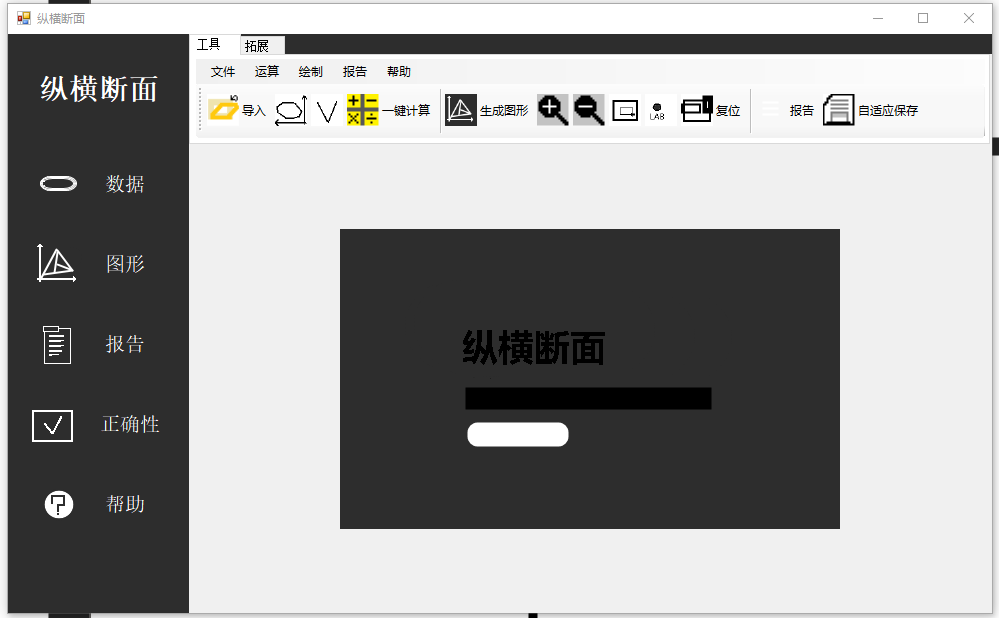 纵横断面
纵横断面
工具 拓展
文件 运算 绘制 报告 帮助
导入 一键计算 生成图形 LAB 复位 报告 自适应保存
数据
图形
报告
正确性
帮助
纵横断面